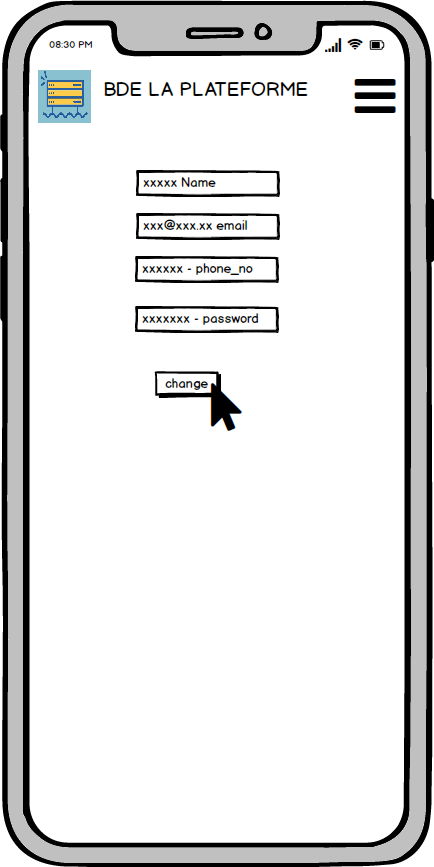 08:30 PM
BDE LA PLATEFORME
xxxxx Name
xxx@xxx.xx email
xxxxxx - phone_no
xxxxxxx - password
change